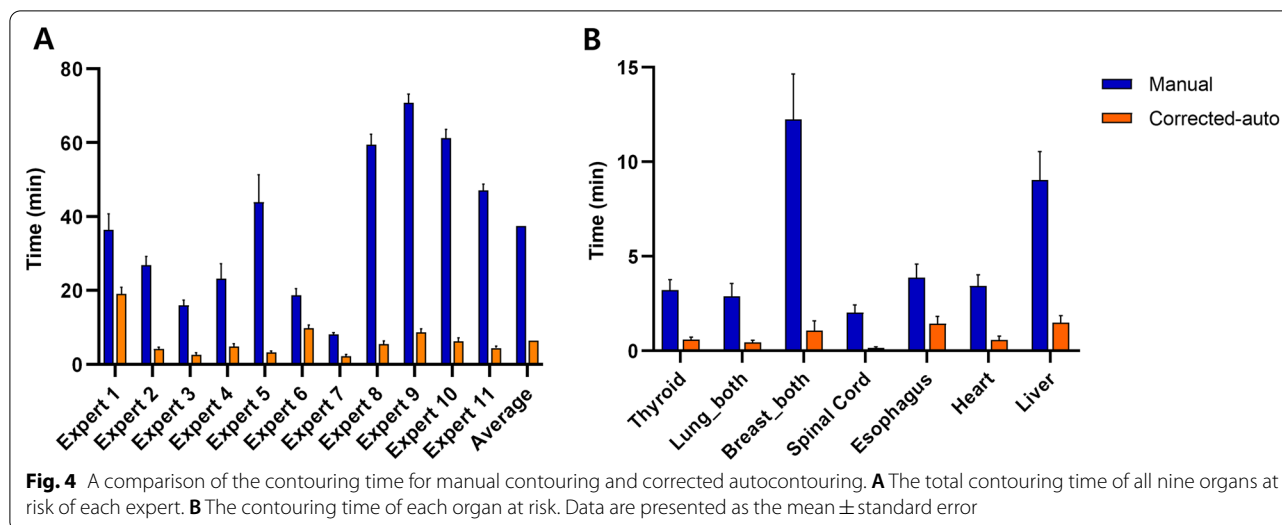 A
Time (min)
80
60
40
20
0
Expert 1
Expert 2
Expert 3
Expert 4
Expert 5
Expert 6
Expert 7
Expert 8
Expert 9
Expert 10
Expert 11
Average
B
Time (min)
15
10
5
0
Thyroid
Lung_both
Breast_both
Spinal Cord
Esophagus
Heart
Liver
Manual
Corrected-auto
Fig. 4 A comparison of the contouring time for manual contouring and corrected autocontouring. A The total contouring time of all nine organs at
risk of each expert. B The contouring time of each organ at risk. Data are presented as the mean ± standard error